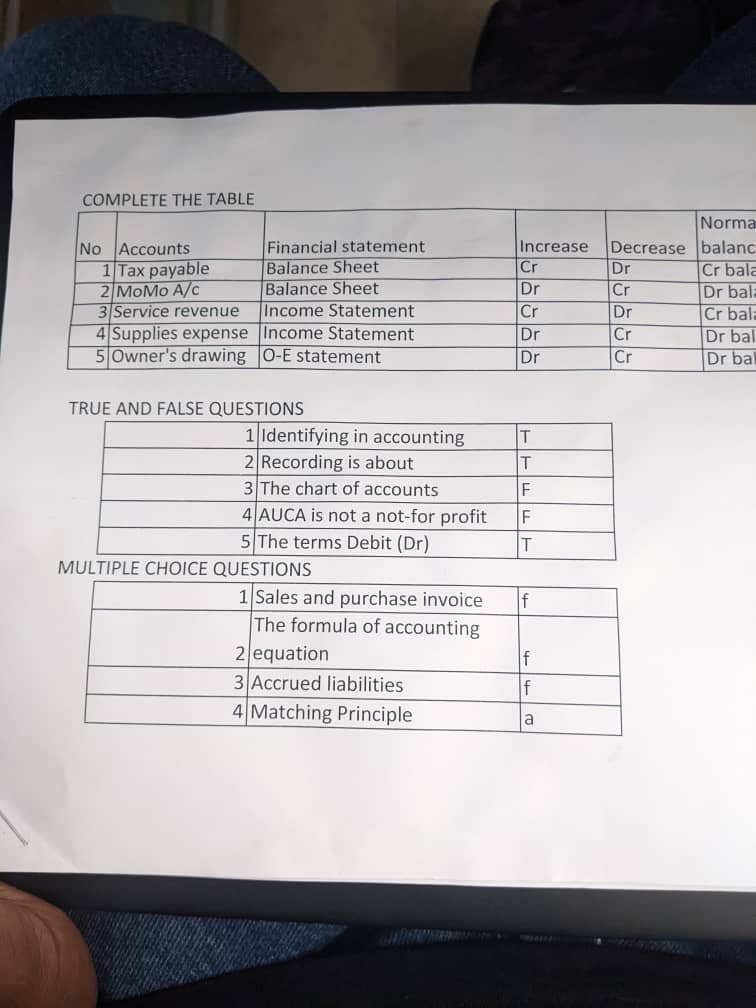 COMPLETE THE TABLE
Norma
No Accounts Financial statement Increase Decrease balanc
1 Tax payable Balance Sheet Cr Dr Cr bala
2 MoMo A/c Balance Sheet Dr Cr Dr bala
3 Service revenue Income Statement Cr Dr Cr bala
4 Supplies expense Income Statement Dr Cr Dr bal
5 Owner's drawing O-E statement Dr Cr Dr bal
TRUE AND FALSE QUESTIONS
1 Identifying in accounting T
2 Recording is about T
3 The chart of accounts F
4 AUCA is not a not-for profit F
5 The terms Debit (Dr) T
MULTIPLE CHOICE QUESTIONS
1 Sales and purchase invoice f
The formula of accounting
2 equation f
3 Accrued liabilities f
4 Matching Principle a